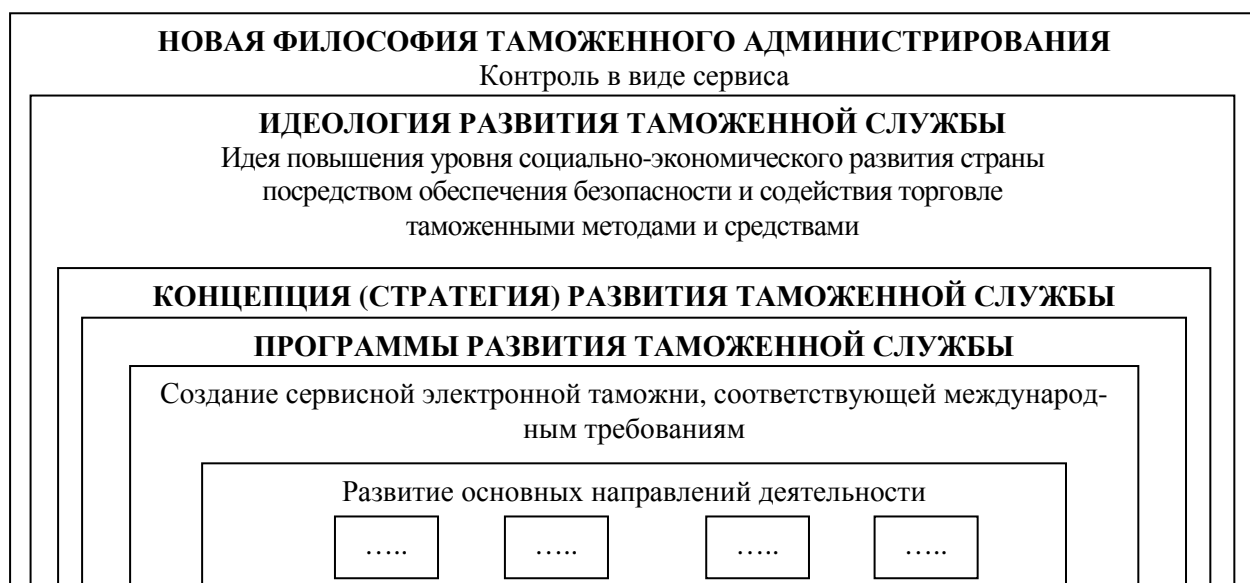 НОВАЯ ФИЛОСОФИЯ ТАМОЖЕННОГО АДМИНИСТРИРОВАНИЯ
Контроль в виде сервиса
ИДЕОЛОГИЯ РАЗВИТИЯ ТАМОЖЕННОЙ СЛУЖБЫ
Идея повышения уровня социально-экономического развития страны
посредством обеспечения безопасности и содействия торговле
таможенными методами и средствами
КОНЦЕПЦИЯ (СТРАТЕГИЯ) РАЗВИТИЯ ТАМОЖЕННОЙ СЛУЖБЫ
ПРОГРАММЫ РАЗВИТИЯ ТАМОЖЕННОЙ СЛУЖБЫ
Создание сервисной электронной таможни, соответствующей международ-
ным требованиям
Развитие основных направлений деятельности
….. ….. ….. …..